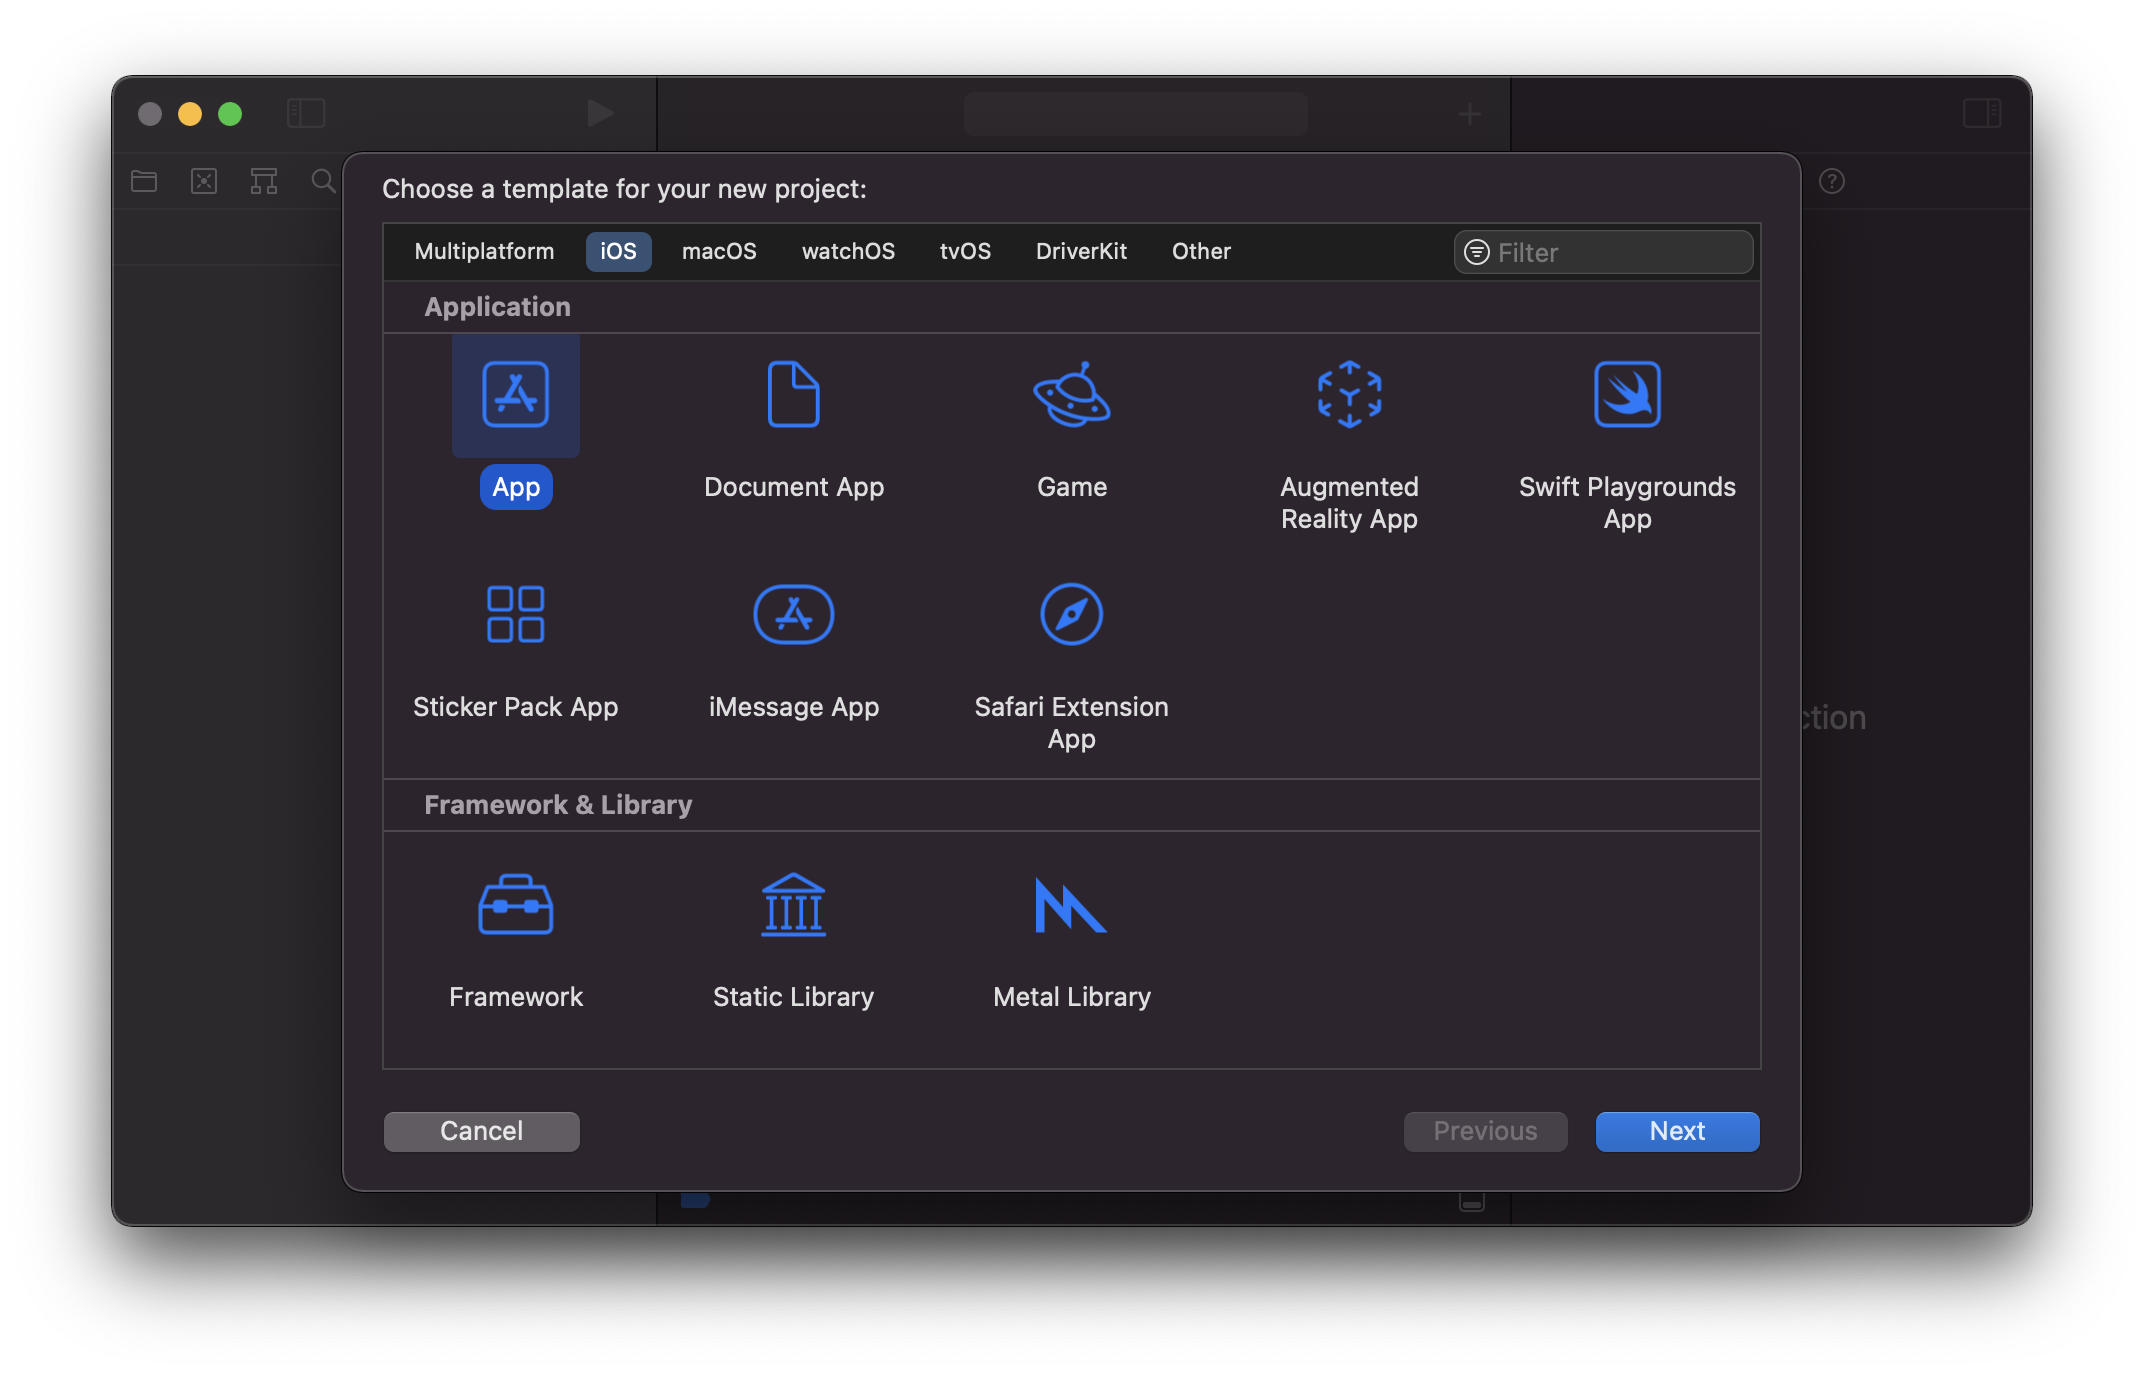 Choose a template for your new project:
Multiplatform iOS macOS watchOS tvOS DriverKit Other Filter
Application
App Document App Game Augmented Reality App Swift Playgrounds App
Sticker Pack App iMessage App Safari Extension App
ction
Framework & Library
Framework Static Library Metal Library
Cancel Previous Next